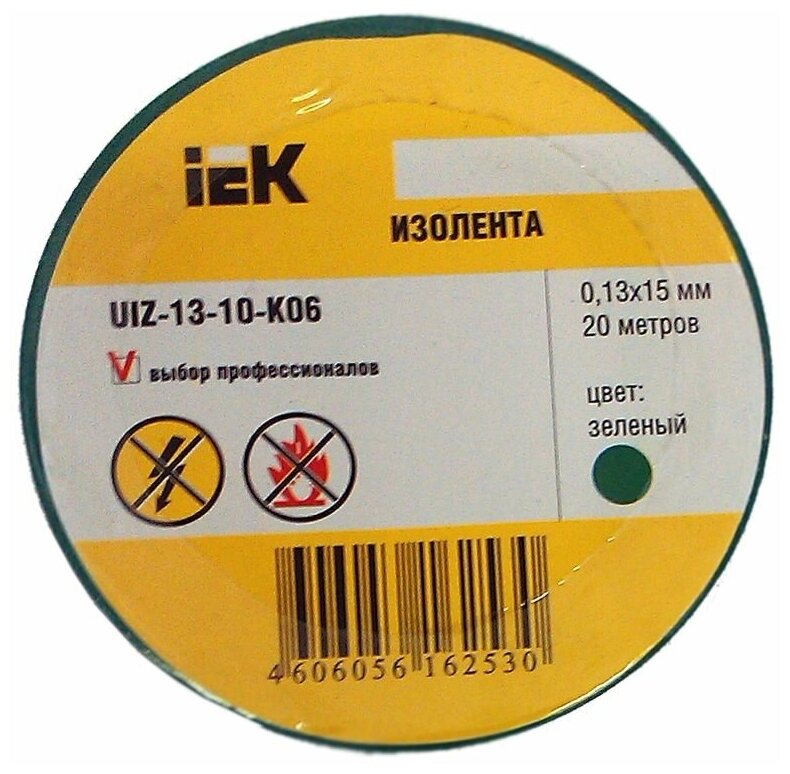 iEK
ИЗОЛЕНТА
UIZ-13-10-K06
выбор профессионалов
0,13x15 мм
20 метров
цвет:
зеленый
4 606056 162530